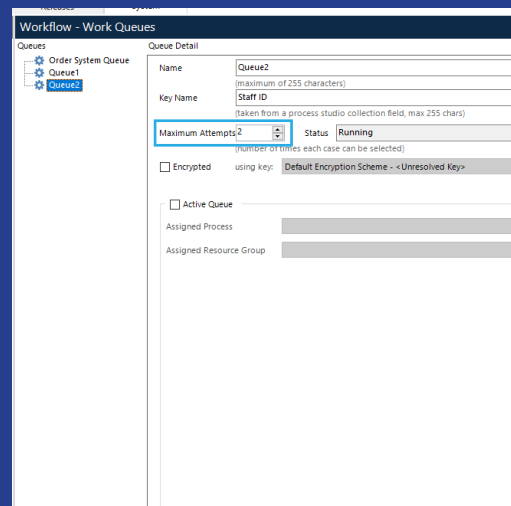 Releases System
Workflow - Work Queues
Queues
Order System Queue
Queue1
Queue2
Queue Detail
Name Queue2
(maximum of 255 characters)
Key Name Staff ID
(taken from a process studio collection field, max 255 chars)
Maximum Attempts 2 Status Running
(number of times each case can be selected)
Encrypted using key: Default Encryption Scheme - <Unresolved Key>
Active Queue
Assigned Process
Assigned Resource Group